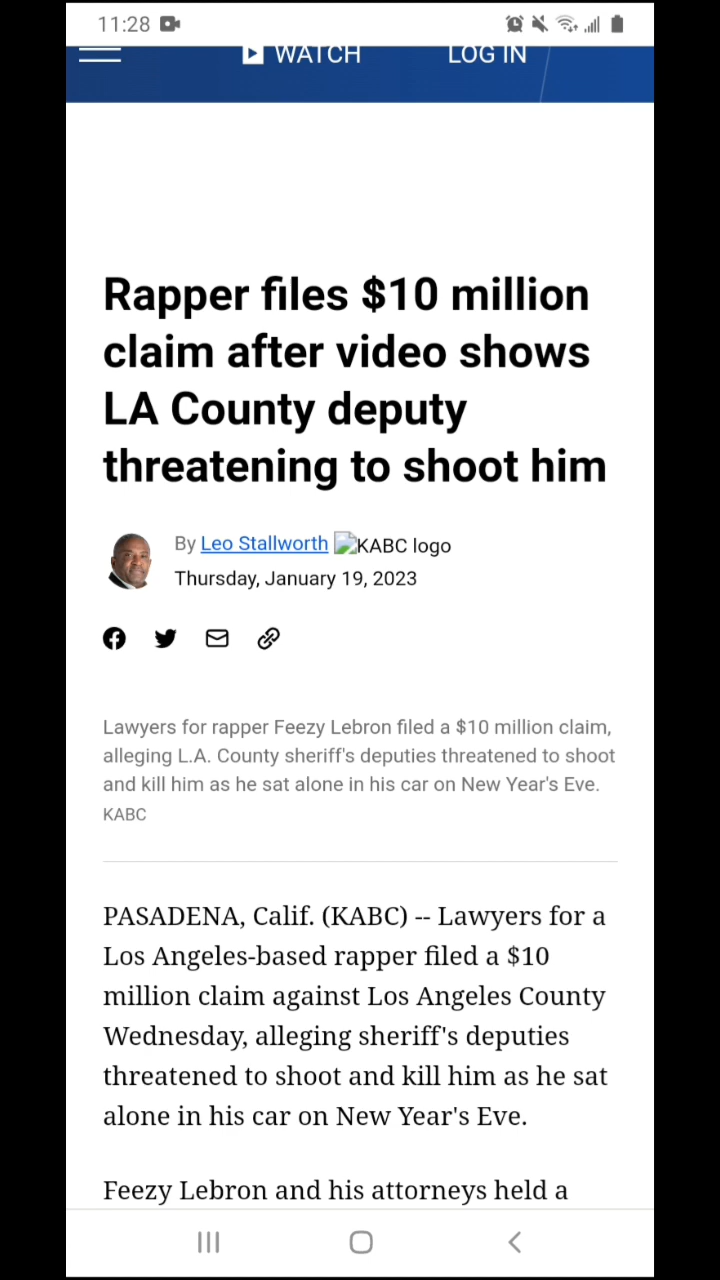 11:28
WATCH
LOG IN
Rapper files $10 million
claim after video shows
LA County deputy
threatening to shoot him
By Leo Stallworth KABC logo
Thursday, January 19, 2023
Lawyers for rapper Feezy Lebron filed a $10 million claim,
alleging L.A. County sheriff's deputies threatened to shoot
and kill him as he sat alone in his car on New Year's Eve.
KABC
PASADENA, Calif. (KABC) -- Lawyers for a
Los Angeles-based rapper filed a $10
million claim against Los Angeles County
Wednesday, alleging sheriff's deputies
threatened to shoot and kill him as he sat
alone in his car on New Year's Eve.
Feezy Lebron and his attorneys held a